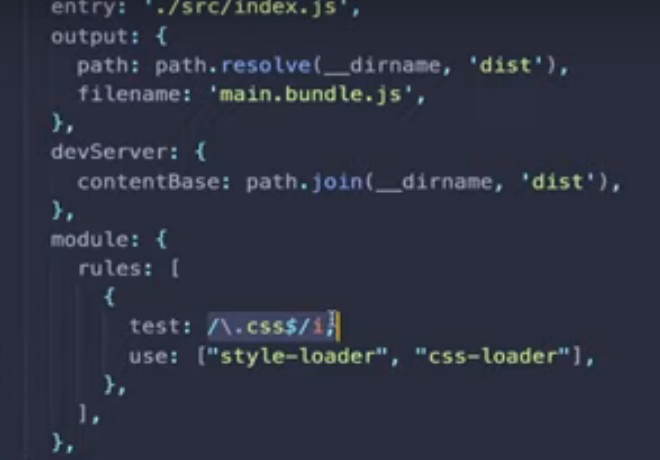 entry: './src/index.js',
output: {
path: path.resolve(__dirname, 'dist'),
filename: 'main.bundle.js',
},
devServer: {
contentBase: path.join(__dirname, 'dist'),
},
module: {
rules: [
{
test: /\.css$/i,
use: ["style-loader", "css-loader"],
},
],
},